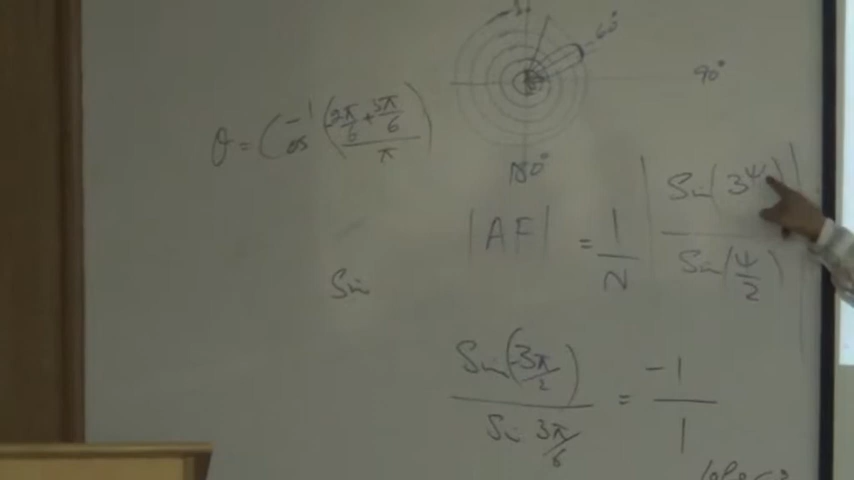 60°
90°
θ = Cos⁻¹ ((2π/6 + 3π/6)/π)
180°
|AF| = 1/N |Sin(3Ψ)/Sin(Ψ/2)|
Sin
Sin(3π/2)/Sin 3π/6 = -1/1